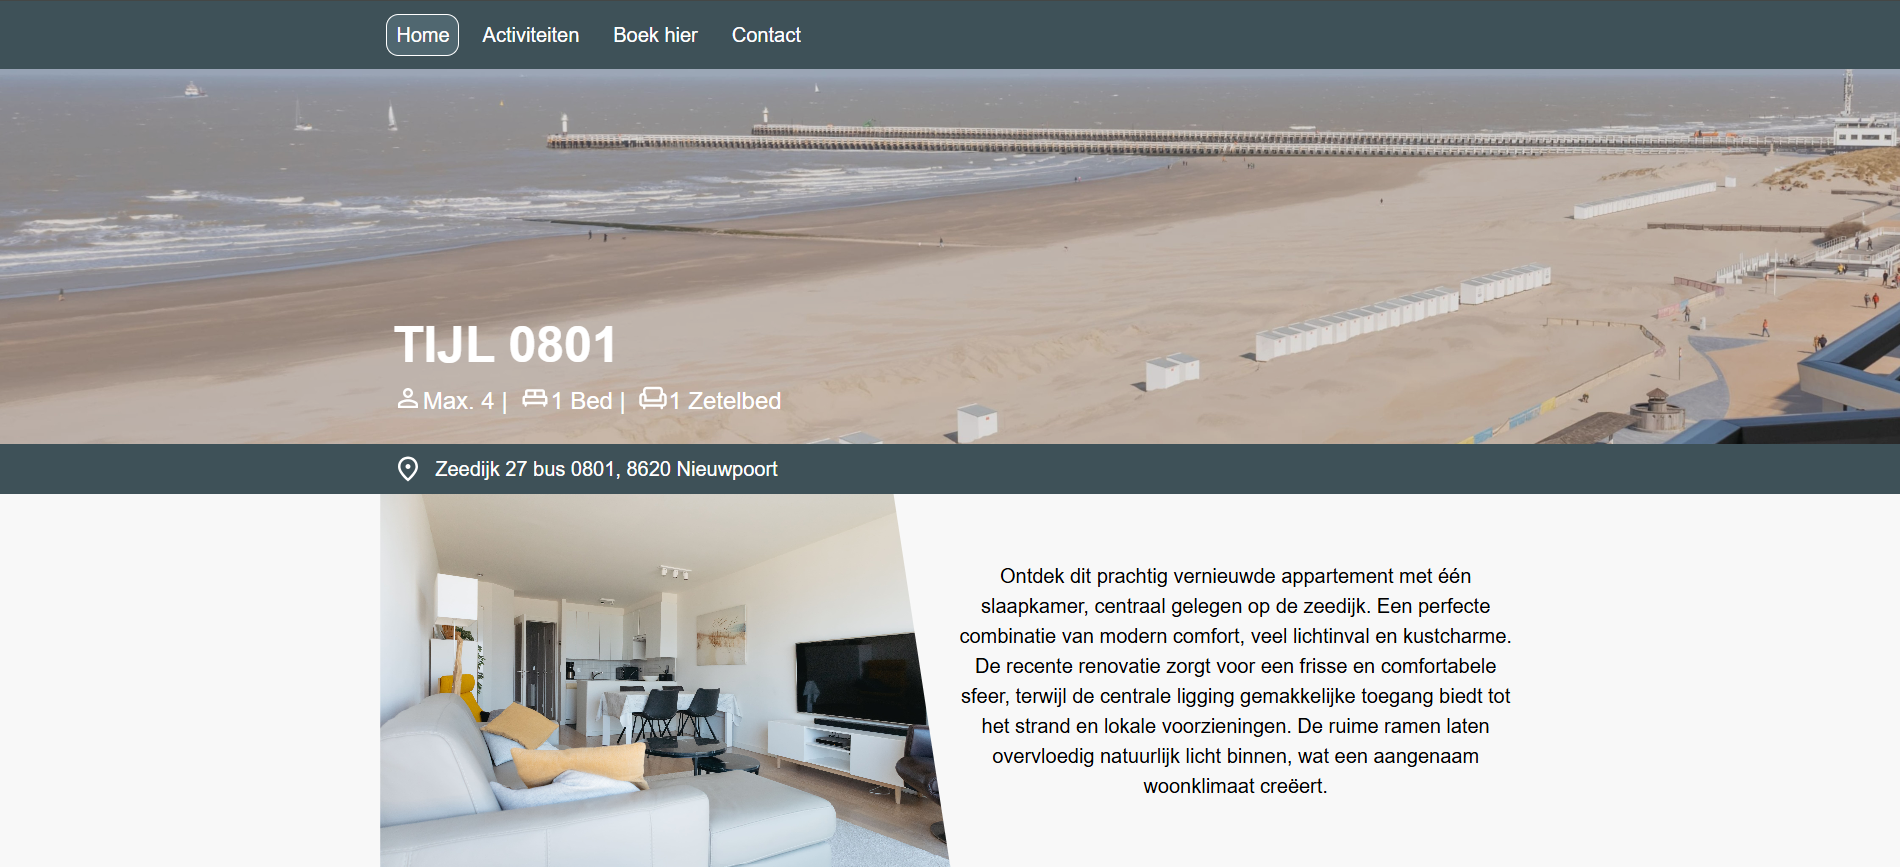 Home Activiteiten Boek hier Contact
TIJL 0801
Max. 4 | 1 Bed | 1 Zetelbed
Zeedijk 27 bus 0801, 8620 Nieuwpoort
Ontdek dit prachtig vernieuwde appartement met één
slaapkamer, centraal gelegen op de zeedijk. Een perfecte
combinatie van modern comfort, veel lichtinval en kustcharme.
De recente renovatie zorgt voor een frisse en comfortabele
sfeer, terwijl de centrale ligging gemakkelijke toegang biedt tot
het strand en lokale voorzieningen. De ruime ramen laten
overvloedig natuurlijk licht binnen, wat een aangenaam
woonklimaat creëert.